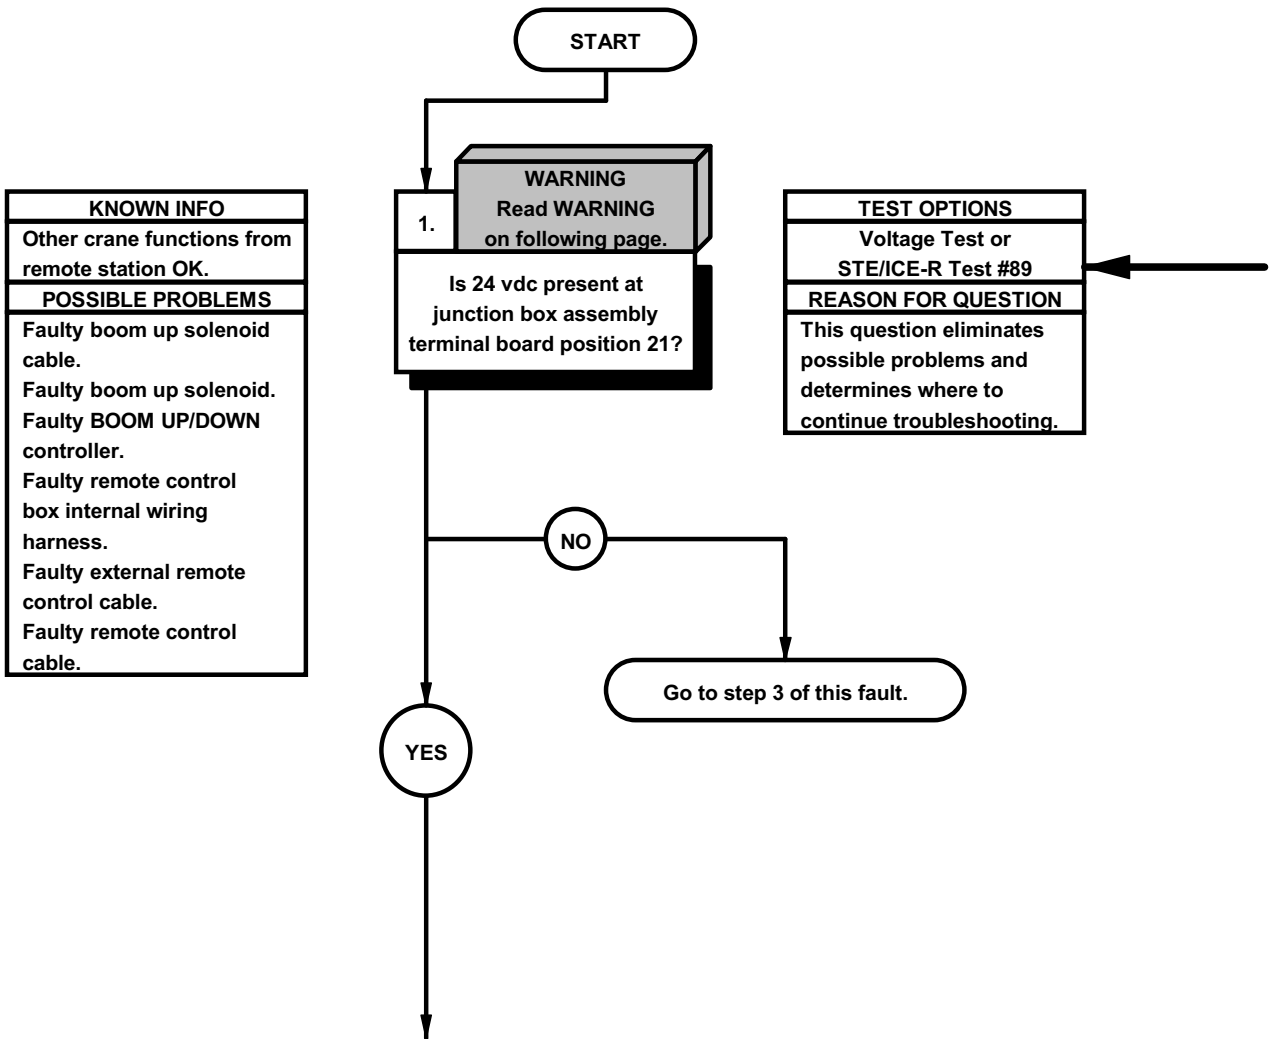 START
KNOWN INFO
Other crane functions from
remote station OK.
POSSIBLE PROBLEMS
Faulty boom up solenoid
cable.
Faulty boom up solenoid.
Faulty BOOM UP/DOWN
controller.
Faulty remote control
box internal wiring
harness.
Faulty external remote
control cable.
Faulty remote control
cable.
1.
WARNING
Read WARNING
on following page.
Is 24 vdc present at
junction box assembly
terminal board position 21?
TEST OPTIONS
Voltage Test or
STE/ICE-R Test #89
REASON FOR QUESTION
This question eliminates
possible problems and
determines where to
continue troubleshooting.
NO
Go to step 3 of this fault.
YES